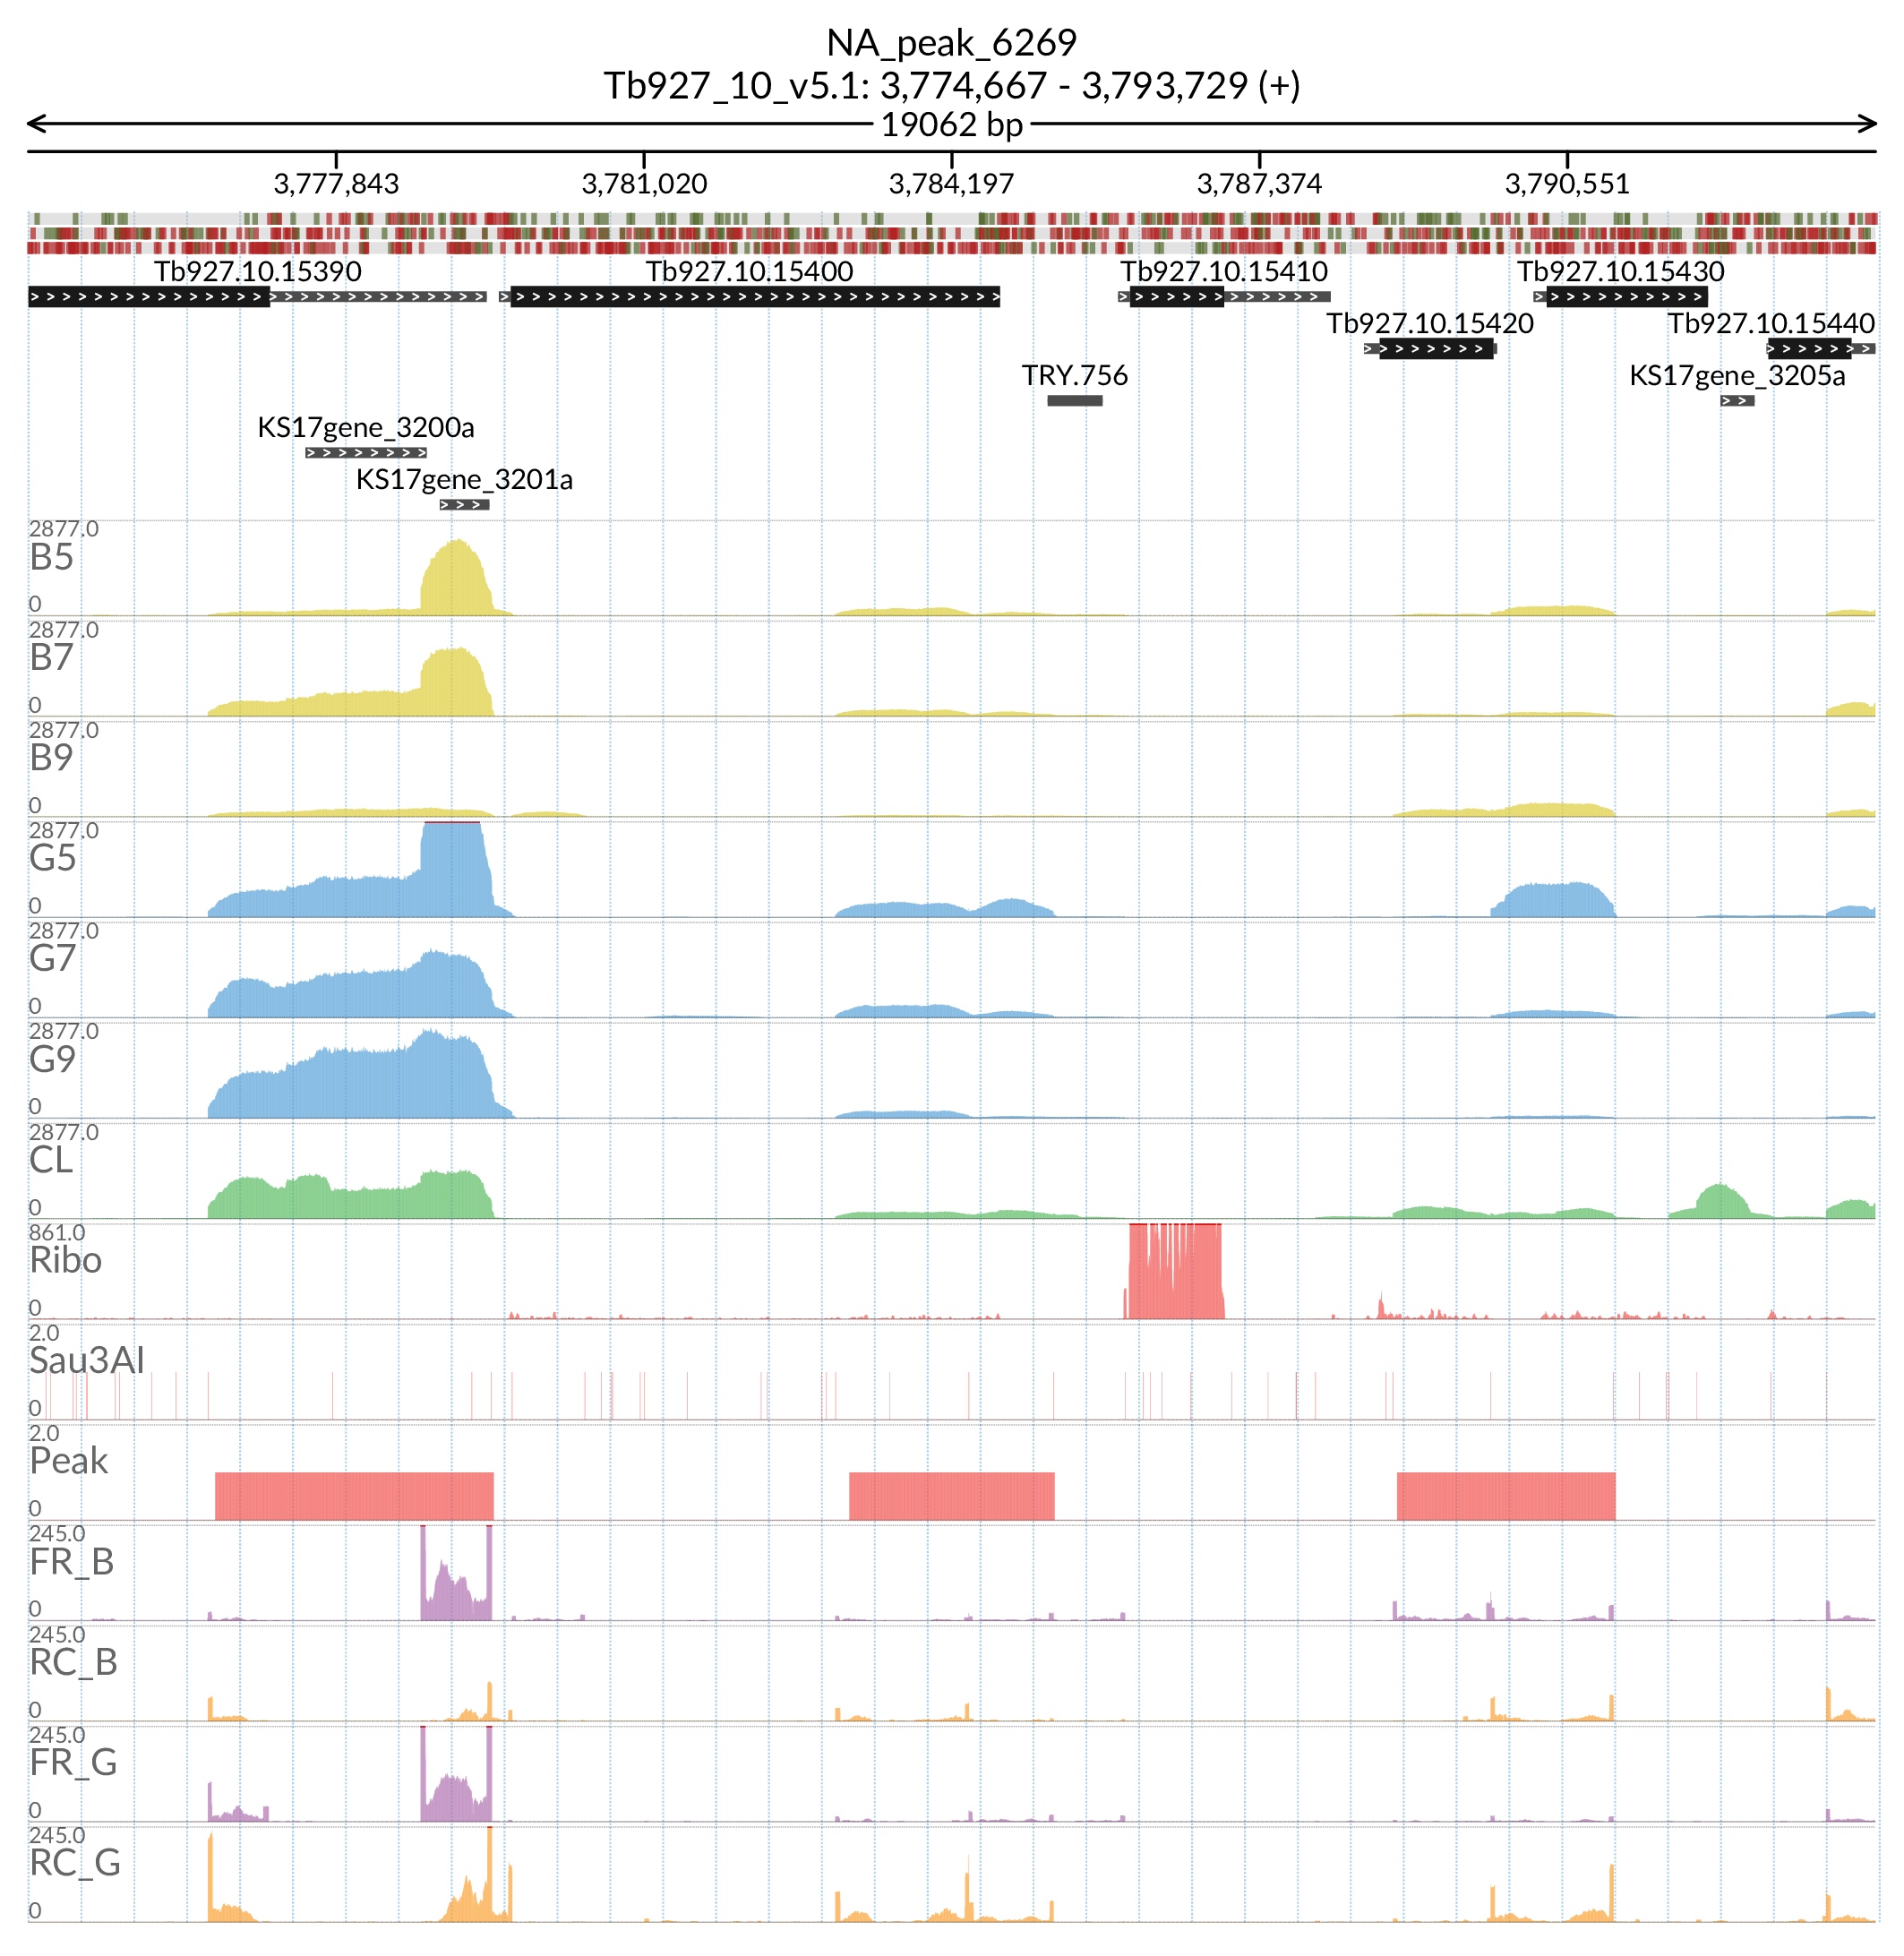 NA_peak_6269
Tb927_10_v5.1: 3,774,667 - 3,793,729 (+)
19062 bp
3,777,843 3,781,020 3,784,197 3,787,374 3,790,551
Tb927.10.15390 Tb927.10.15400 Tb927.10.15410 Tb927.10.15430
Tb927.10.15420 Tb927.10.15440
TRY.756 KS17gene_3205a
KS17gene_3200a
KS17gene_3201a
2877.0
B5
0
2877.0
B7
0
2877.0
B9
0
2877.0
G5
0
2877.0
G7
0
2877.0
G9
0
2877.0
CL
0
861.0
Ribo
0
2.0
Sau3AI
0
2.0
Peak
0
245.0
FR_B
0
245.0
RC_B
0
245.0
FR_G
0
245.0
RC_G
0